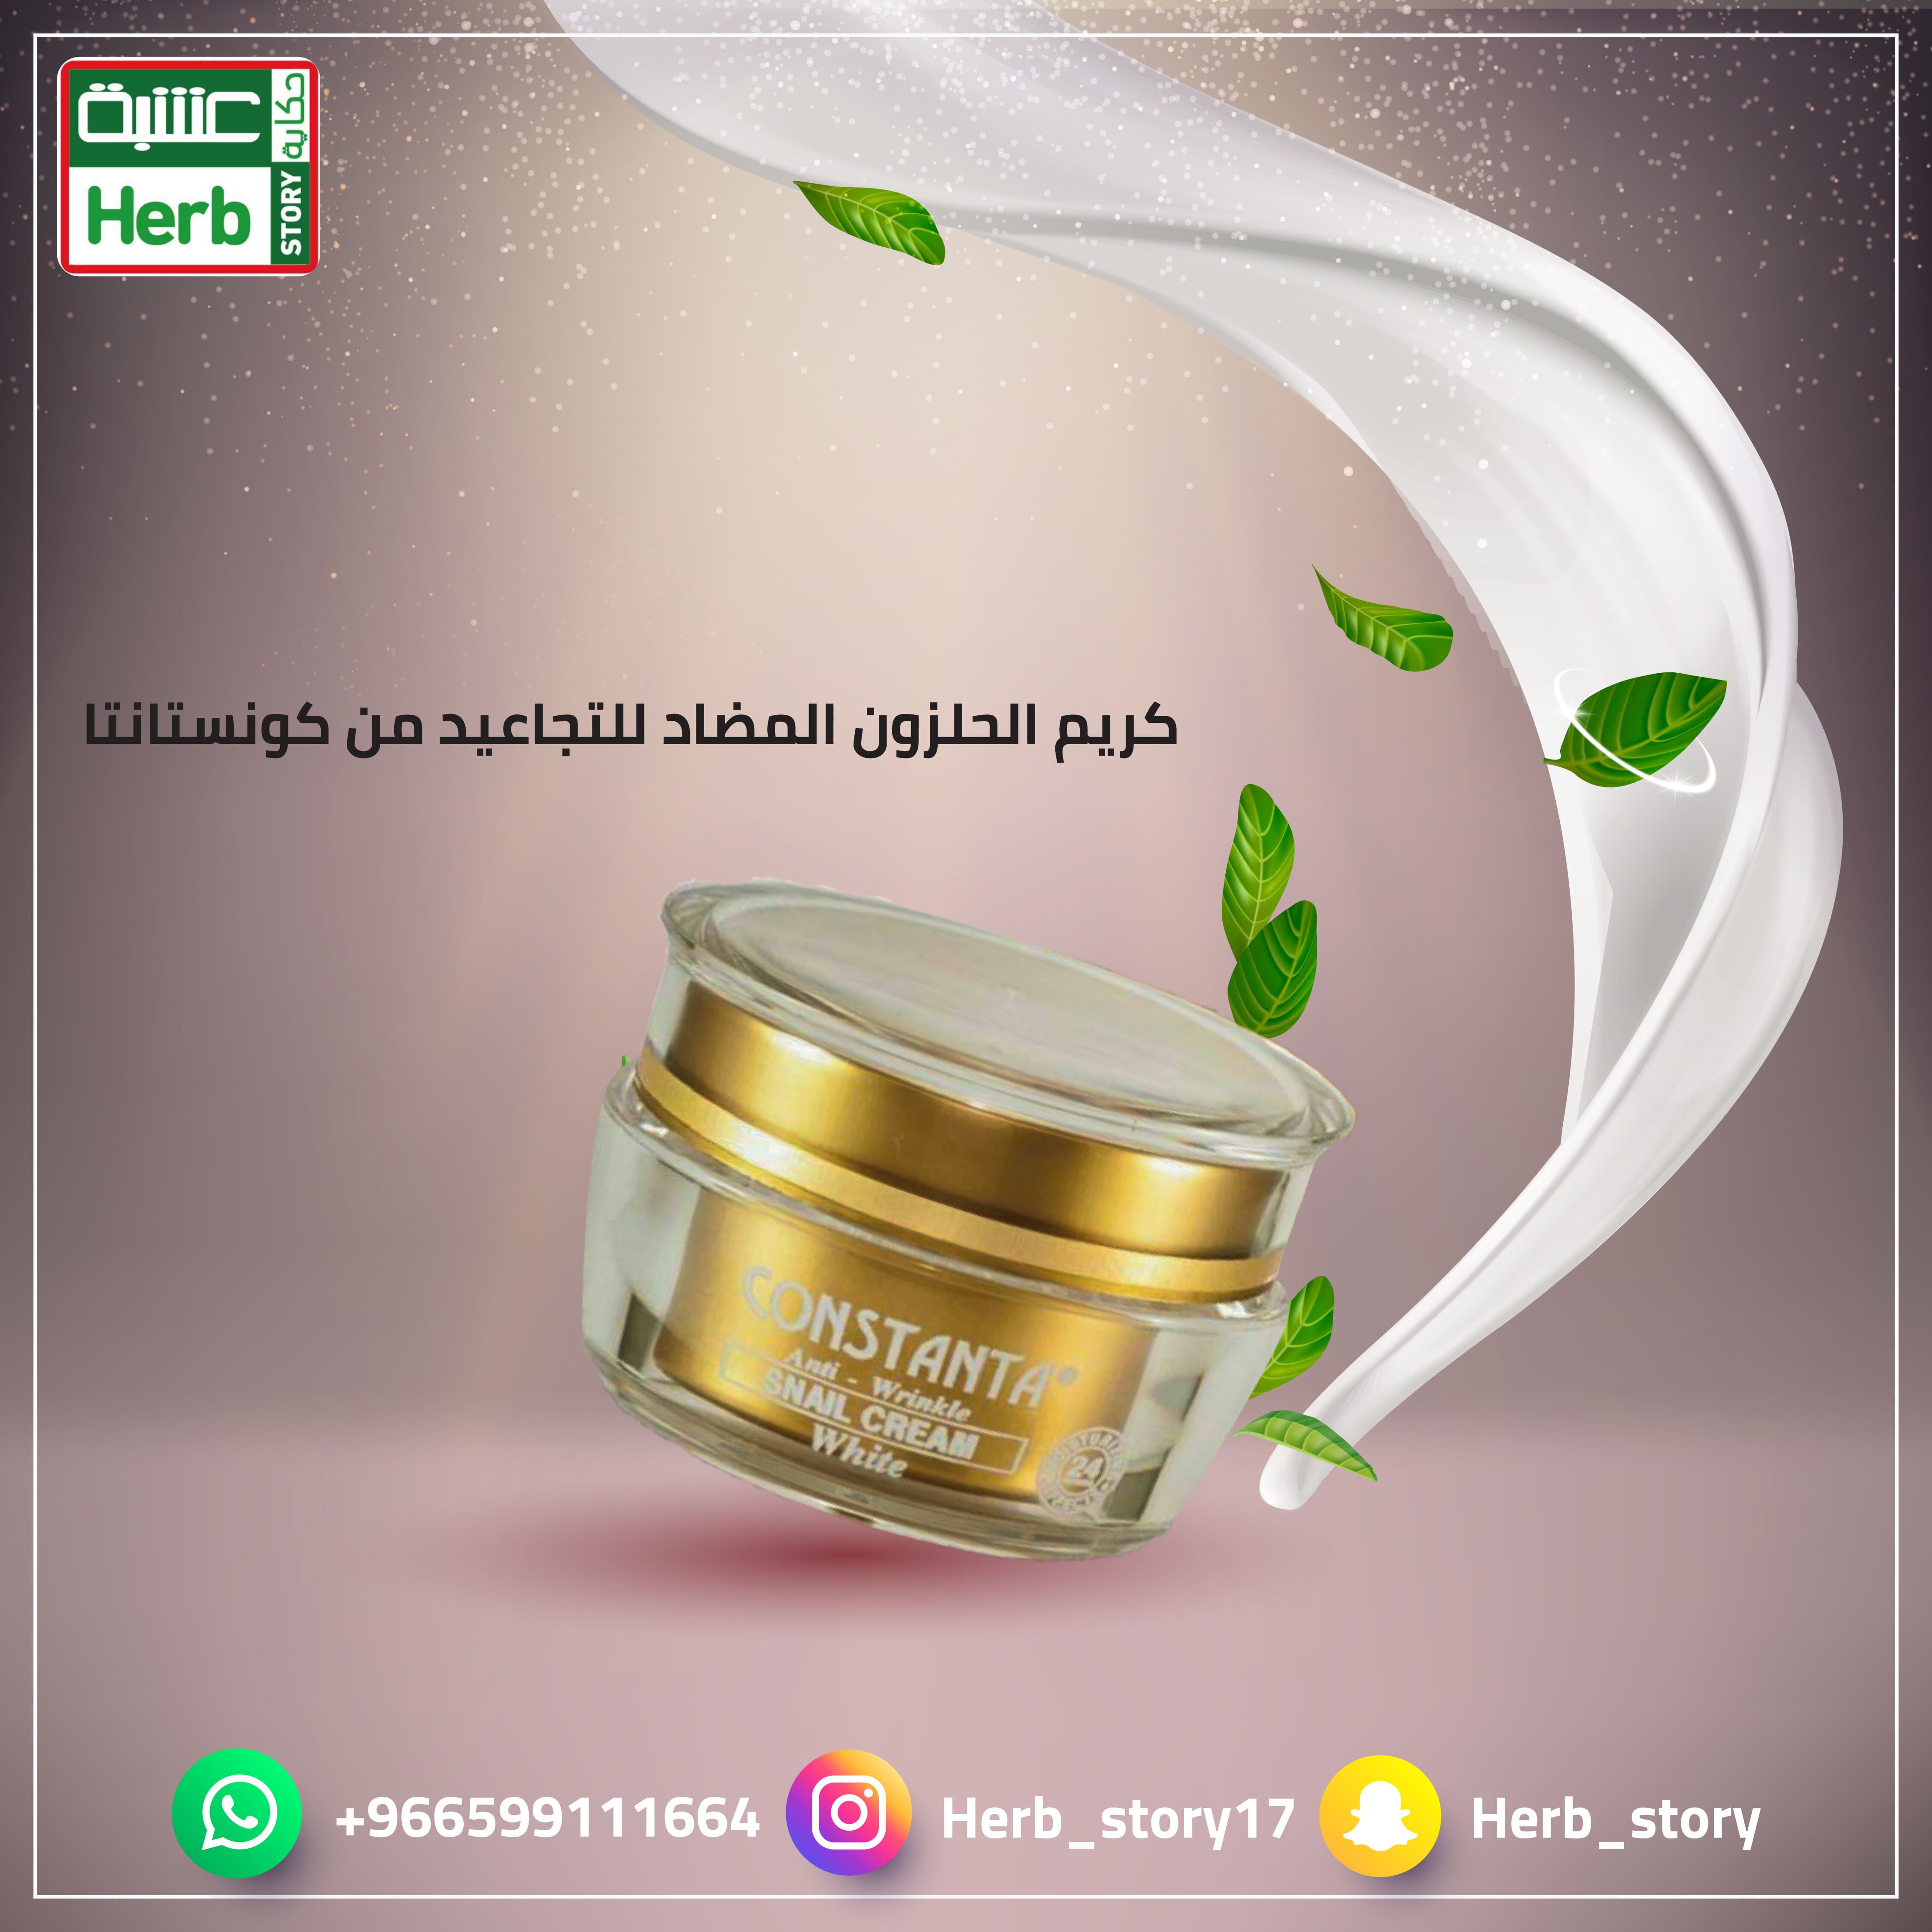 عشبة
حكاية
Herb
STORY
كريم الحلزون المضاد للتجاعيد من كونستانتا
CONSTANTA®
Anti - Wrinkle
SNAIL CREAM
White
24
+966599111664
Herb_story17
Herb_story